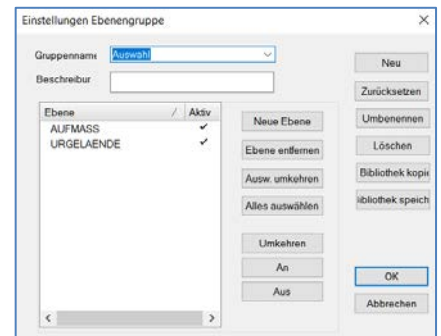 Einstellungen Ebenengruppe
Gruppenname Auswahl
Beschreibur
Ebene / Aktiv
AUFMASS
URGELAENDE
Neue Ebene
Ebene entfernen
Ausw. umkehren
Alles auswählen
Umkehren
An
Aus
Neu
Zurücksetzen
Umbenennen
Löschen
Bibliothek kopie
ibliothek speich
OK
Abbrechen